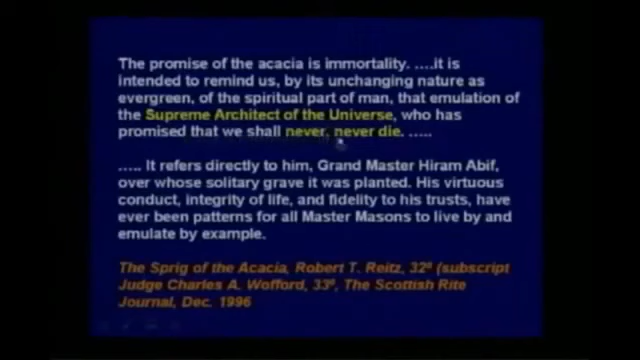 The promise of the acacia is immortality. ….it is
intended to remind us, by its unchanging nature as
evergreen, of the spiritual part of man, that emulation of
the Supreme Architect of the Universe, who has
promised that we shall never, never die. …..
….. It refers directly to him, Grand Master Hiram Abif,
over whose solitary grave it was planted. His virtuous
conduct, integrity of life, and fidelity to his trusts, have
ever been patterns for all Master Masons to live by and
emulate by example.
The Sprig of the Acacia, Robert T. Reitz, 32º (subscript
Judge Charles A. Wofford, 33º, The Scottish Rite
Journal, Dec. 1996